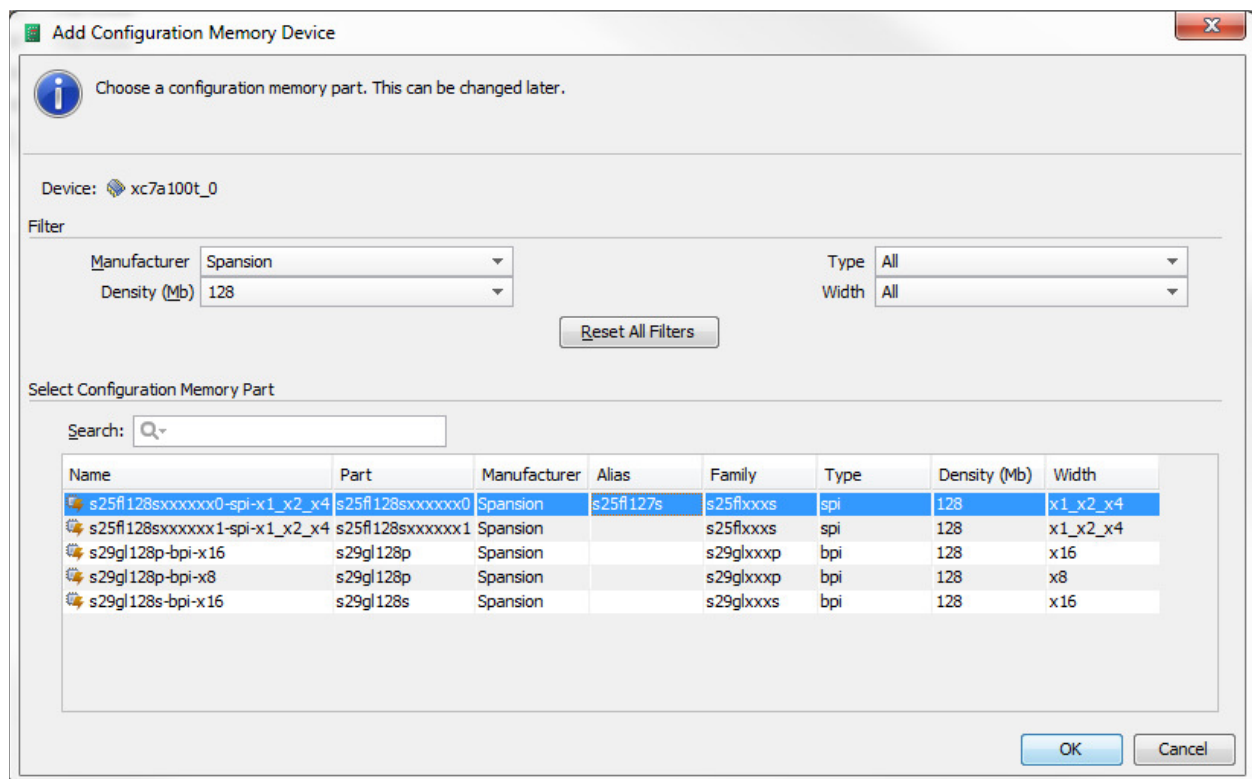 Add Configuration Memory Device
Choose a configuration memory part. This can be changed later.
Device: xc7a100t_0
Filter
Manufacturer Spansion Type All
Density (Mb) 128 Width All
Reset All Filters
Select Configuration Memory Part
Search:
Name Part Manufacturer Alias Family Type Density (Mb) Width
s25fl128sxxxxxx0-spi-x1_x2_x4 s25fl128sxxxxxx0 Spansion s25fl127s s25flxxxs spi 128 x1_x2_x4
s25fl128sxxxxxx1-spi-x1_x2_x4 s25fl128sxxxxxx1 Spansion s25flxxxs spi 128 x1_x2_x4
s29gl128p-bpi-x16 s29gl128p Spansion s29glxxxp bpi 128 x16
s29gl128p-bpi-x8 s29gl128p Spansion s29glxxxp bpi 128 x8
s29gl128s-bpi-x16 s29gl128s Spansion s29glxxxs bpi 128 x16
OK Cancel